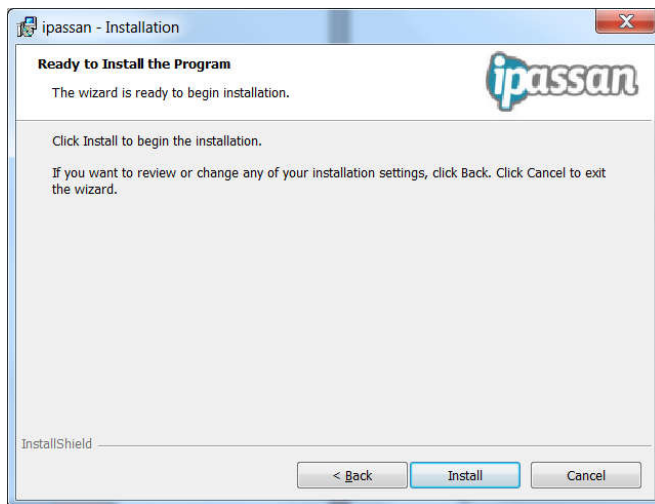 ipassan - Installation
Ready to Install the Program
The wizard is ready to begin installation.
ipassan
Click Install to begin the installation.
If you want to review or change any of your installation settings, click Back. Click Cancel to exit
the wizard.
InstallShield
< Back
Install
Cancel